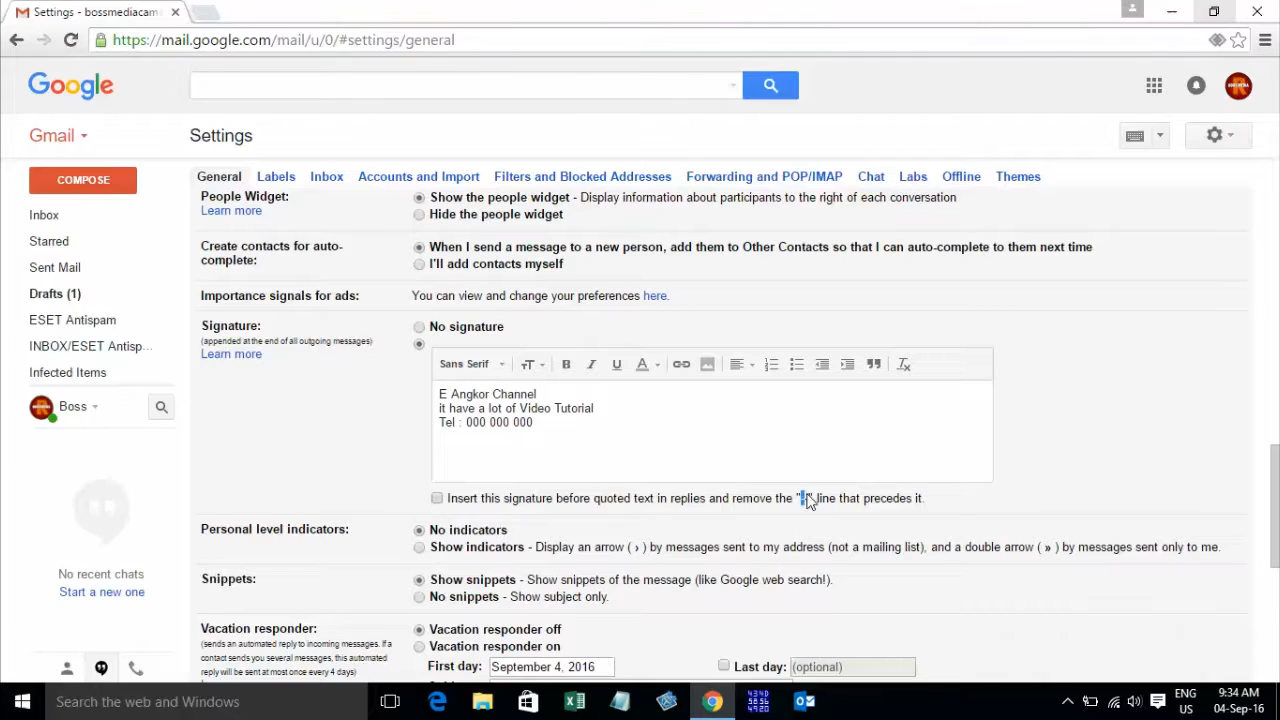 Settings - bossmediacam
https://mail.google.com/mail/u/0/#settings/general
Google
Gmail
Settings
COMPOSE
Inbox
Starred
Sent Mail
Drafts (1)
ESET Antispam
INBOX/ESET Antisp...
Infected Items
Boss
No recent chats
Start a new one
General Labels Inbox Accounts and Import Filters and Blocked Addresses Forwarding and POP/IMAP Chat Labs Offline Themes
People Widget:
Learn more
Show the people widget - Display information about participants to the right of each conversation
Hide the people widget
Create contacts for auto-
complete:
When I send a message to a new person, add them to Other Contacts so that I can auto-complete to them next time
I'll add contacts myself
Importance signals for ads:
You can view and change your preferences here.
Signature:
(appended at the end of all outgoing messages)
Learn more
No signature
Sans Serif
E Angkor Channel
it have a lot of Video Tutorial
Tel : 000 000 000
Insert this signature before quoted text in replies and remove the "--" line that precedes it.
Personal level indicators:
No indicators
Show indicators - Display an arrow ( › ) by messages sent to my address (not a mailing list), and a double arrow ( » ) by messages sent only to me.
Snippets:
Show snippets - Show snippets of the message (like Google web search!).
No snippets - Show subject only.
Vacation responder:
(sends an automated reply to incoming messages. If a
contact sends you several messages, this automated
reply will be sent at most once every 4 days)
Vacation responder off
Vacation responder on
First day: September 4, 2016 Last day: (optional)
Search the web and Windows
ENG
US
9:34 AM
04-Sep-16